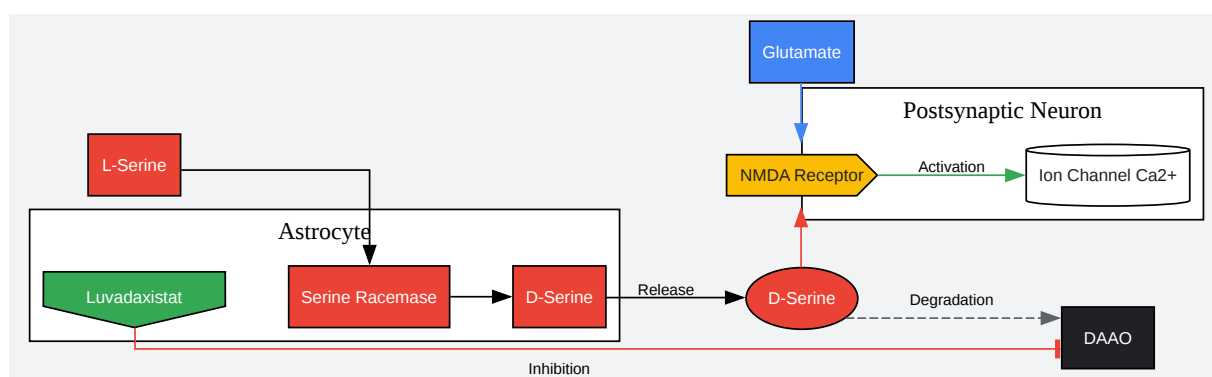 Glutamate
Postsynaptic Neuron
L-Serine
NMDA Receptor
Activation
Ion Channel Ca2+
Astrocyte
Luvadaxistat
Serine Racemase
D-Serine
Release
D-Serine
Degradation
DAAO
Inhibition